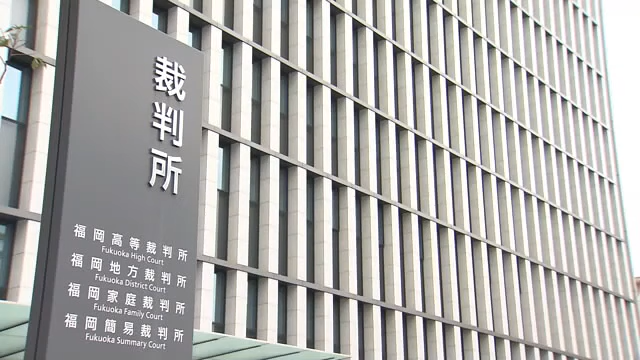 裁判所
福岡高等裁判所
Fukuoka High Court
福岡地方裁判所
Fukuoka District Court
福岡家庭裁判所
Fukuoka Family Court
福岡簡易裁判所
Fukuoka Summary Court